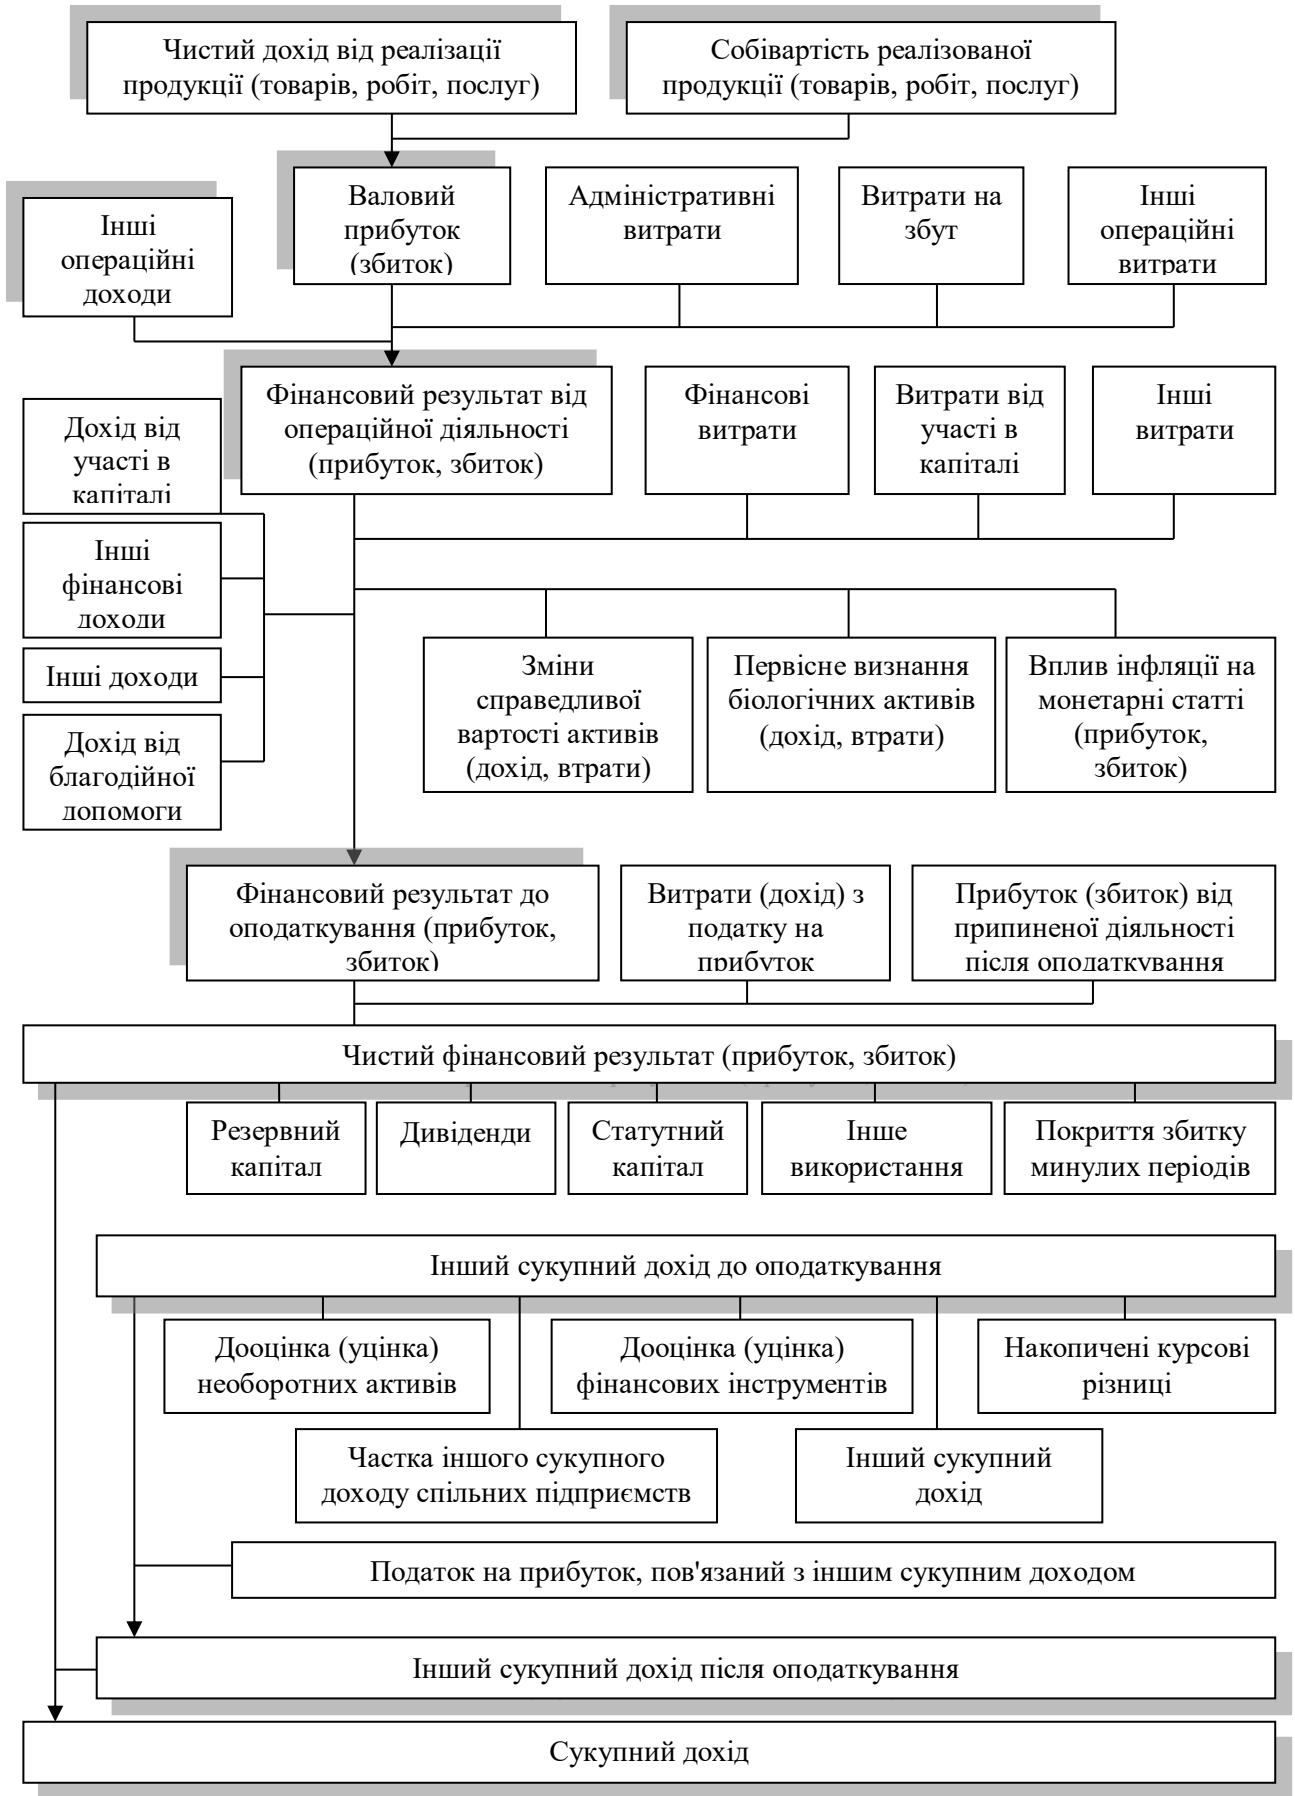 Чистий дохід від реалізації
продукції (товарів, робіт, послуг)
Собівартість реалізованої
продукції (товарів, робіт, послуг)
Інші
операційні
доходи
Валовий
прибуток
(збиток)
Адміністративні
витрати
Витрати на
збут
Інші
операційні
витрати
Фінансовий результат від
операційної діяльності
(прибуток, збиток)
Фінансові
витрати
Витрати від
участі в
капіталі
Інші
витрати
Дохід від
участі в
капіталі
Інші
фінансові
доходи
Інші доходи
Дохід від
благодійної
допомоги
Зміни
справедливої
вартості активів
(дохід, втрати)
Первісне визнання
біологічних активів
(дохід, втрати)
Вплив інфляції на
монетарні статті
(прибуток,
збиток)
Фінансовий результат до
оподаткування (прибуток,
збиток)
Витрати (дохід) з
податку на
прибуток
Прибуток (збиток) від
припиненої діяльності
після оподаткування
Чистий фінансовий результат (прибуток, збиток)
Резервний
капітал
Дивіденди
Статутний
капітал
Інше
використання
Покриття збитку
минулих періодів
Інший сукупний дохід до оподаткування
Дооцінка (уцінка)
необоротних активів
Дооцінка (уцінка)
фінансових інструментів
Накопичені курсові
різниці
Частка іншого сукупного
доходу спільних підприємств
Інший сукупний
дохід
Податок на прибуток, пов'язаний з іншим сукупним доходом
Інший сукупний дохід після оподаткування
Сукупний дохід